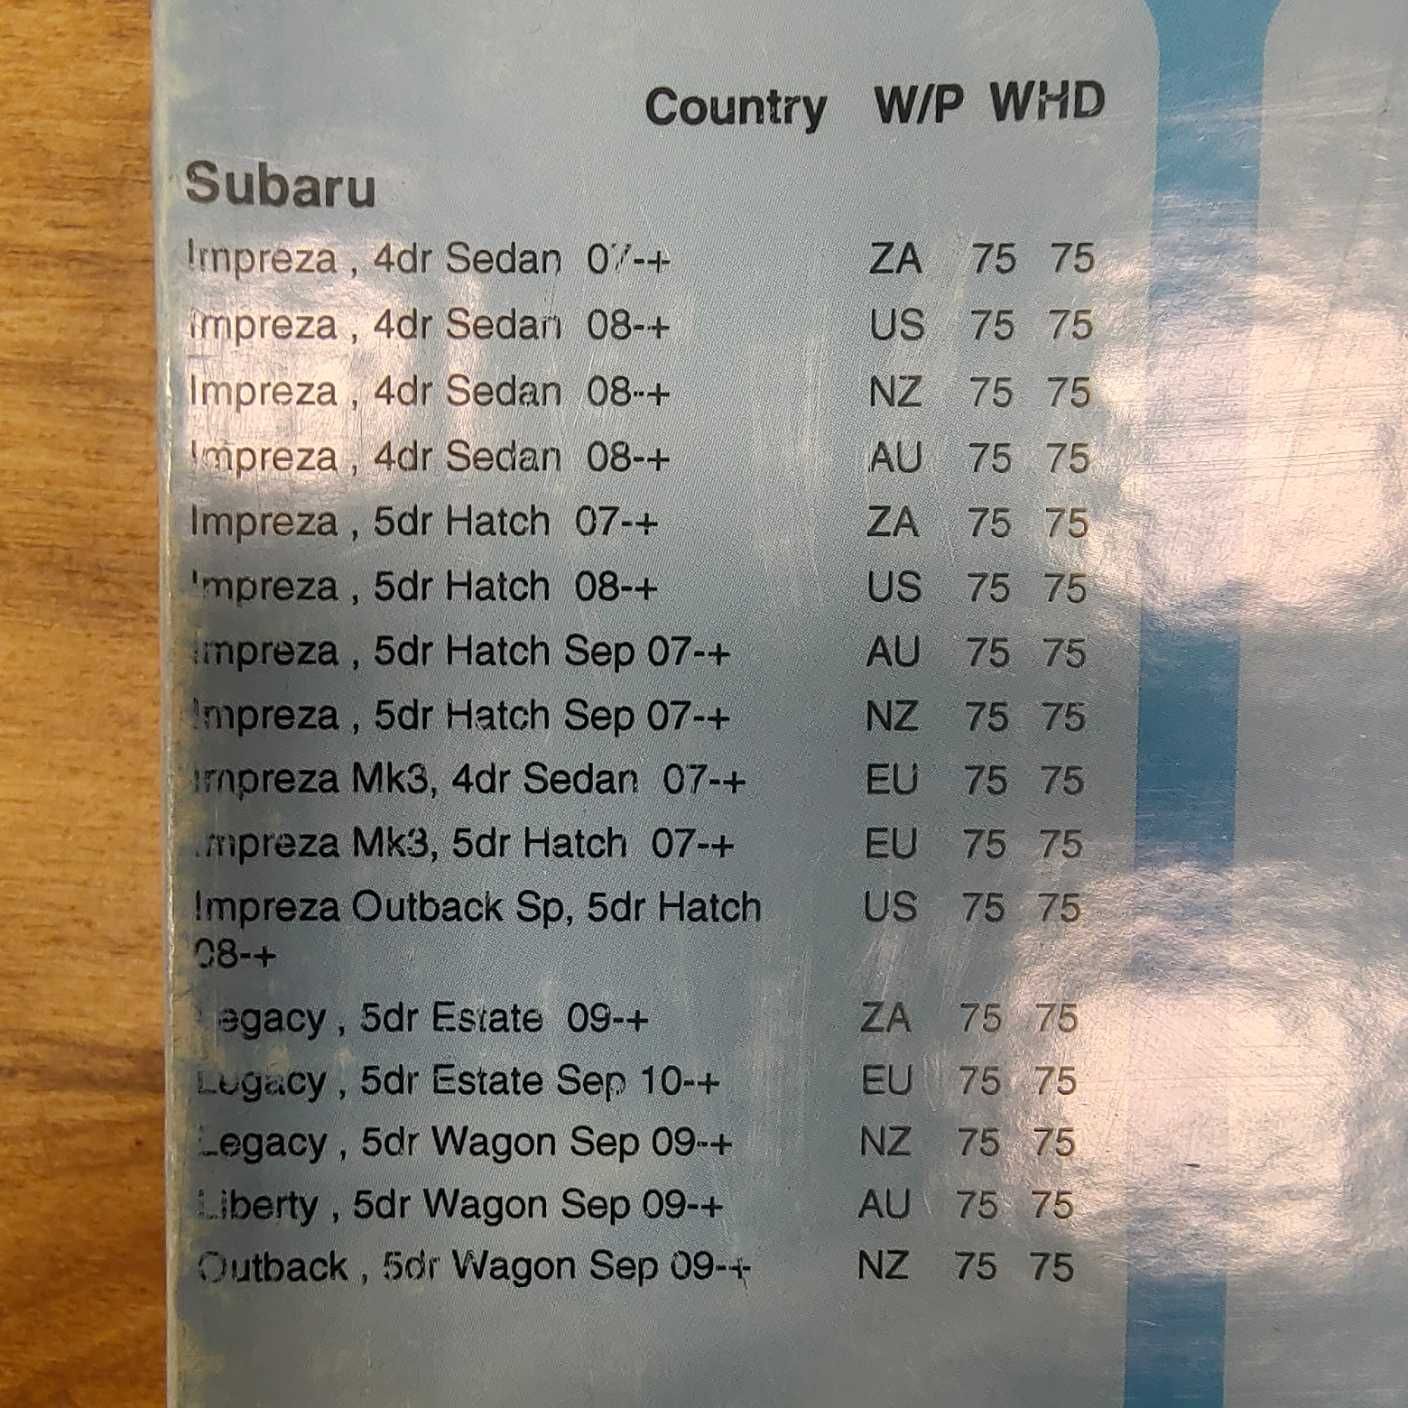 Country W/P WHD
Subaru
Impreza , 4dr Sedan 07-+ ZA 75 75
Impreza , 4dr Sedan 08-+ US 75 75
Impreza , 4dr Sedan 08-+ NZ 75 75
Impreza , 4dr Sedan 08-+ AU 75 75
Impreza , 5dr Hatch 07-+ ZA 75 75
Impreza , 5dr Hatch 08-+ US 75 75
Impreza , 5dr Hatch Sep 07-+ AU 75 75
Impreza , 5dr Hatch Sep 07-+ NZ 75 75
Impreza Mk3, 4dr Sedan 07-+ EU 75 75
Impreza Mk3, 5dr Hatch 07-+ EU 75 75
Impreza Outback Sp, 5dr Hatch US 75 75
08-+
Legacy , 5dr Estate 09-+ ZA 75 75
Legacy , 5dr Estate Sep 10-+ EU 75 75
Legacy , 5dr Wagon Sep 09-+ NZ 75 75
Liberty , 5dr Wagon Sep 09-+ AU 75 75
Outback , 5dr Wagon Sep 09-+ NZ 75 75